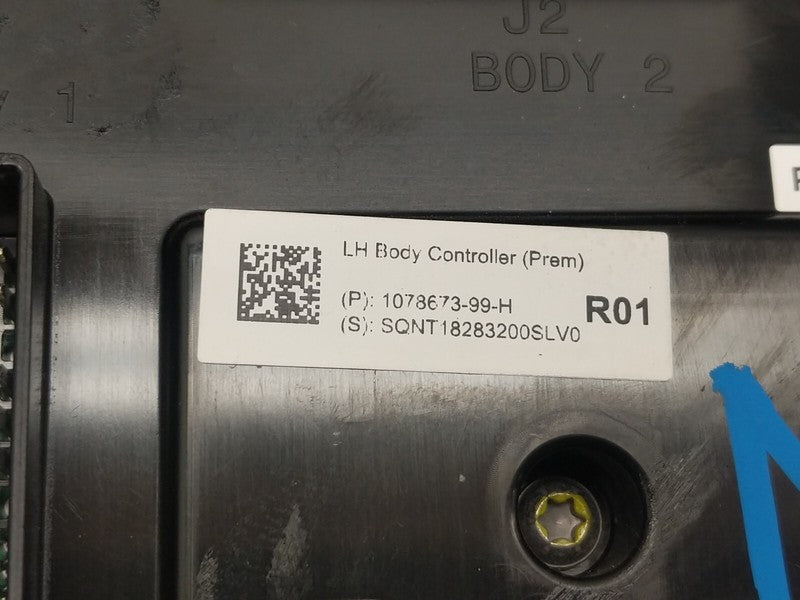 J2
BODY 2
1
LH Body Controller (Prem)
(P): 1078673-99-H
R01
(S): SQNT18283200SLV0